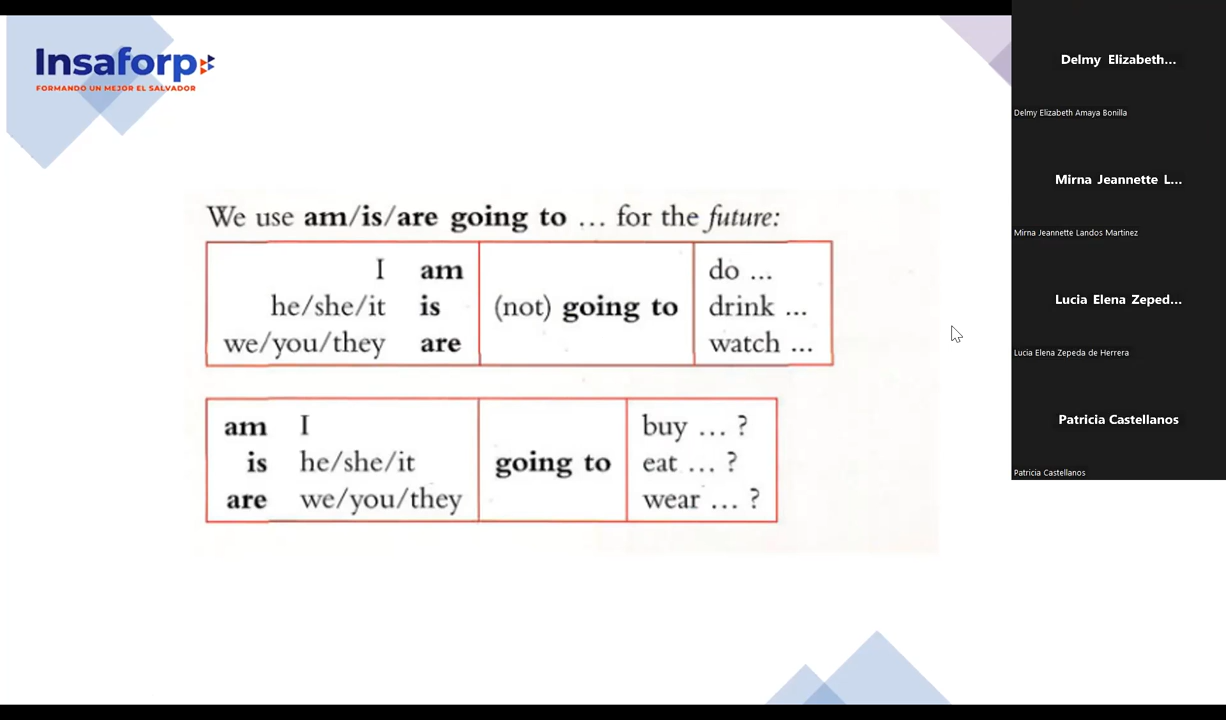 Insaforp
FORMANDO UN MEJOR EL SALVADOR
We use am/is/are going to ... for the future:
I am
he/she/it is
we/you/they are
(not) going to
do ...
drink ...
watch ...
am I
is he/she/it
are we/you/they
going to
buy ... ?
eat ... ?
wear ... ?
Delmy Elizabeth...
Delmy Elizabeth Amaya Bonilla
Mirna Jeannette L...
Mirna Jeannette Landos Martinez
Lucia Elena Zeped...
Lucia Elena Zepeda de Herrera
Patricia Castellanos
Patricia Castellanos